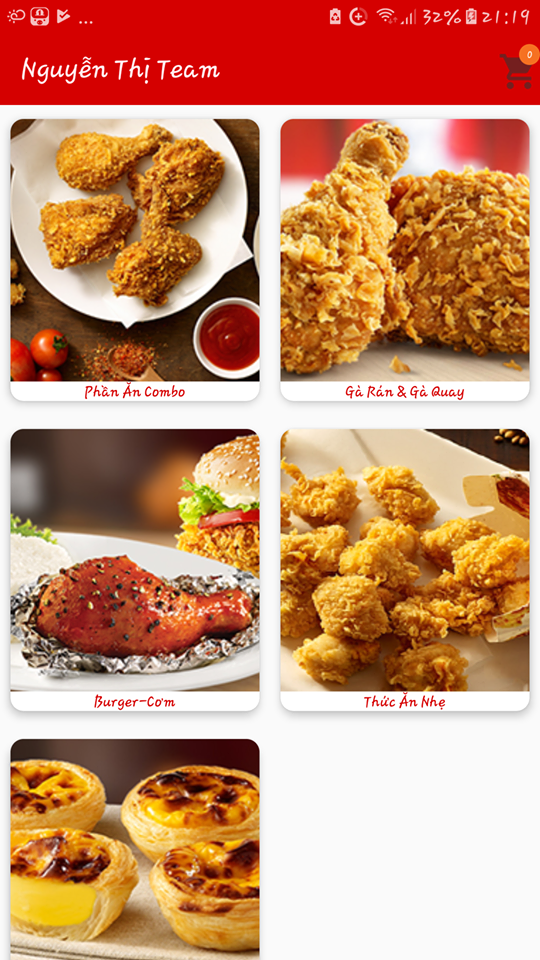 ... 32% 21:19
Nguyễn Thị Team
0
Phần Ăn Combo
Gà Rán & Gà Quay
Burger-Cơm
Thức Ăn Nhẹ